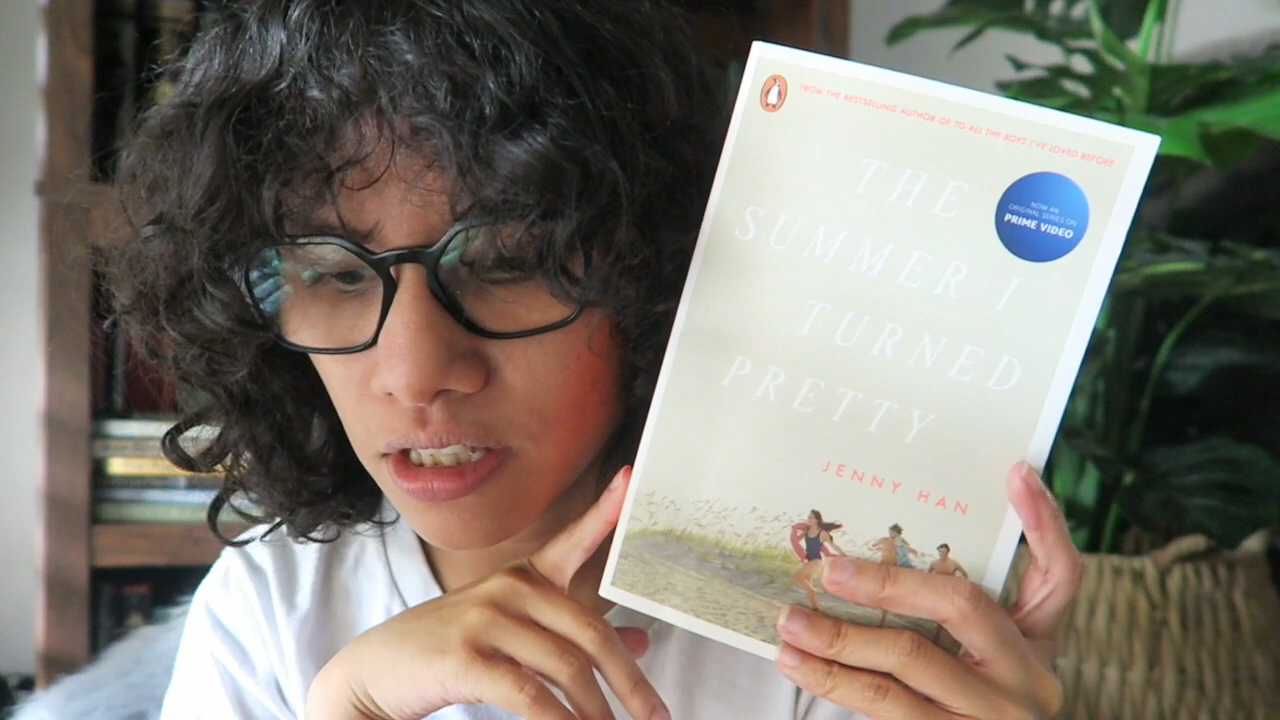 FROM THE BESTSELLING AUTHOR OF TO ALL THE BOYS I'VE LOVED BEFORE
THE
SUMMER I
TURNED
PRETTY
NOW AN
ORIGINAL SERIES ON
PRIME VIDEO
JENNY HAN